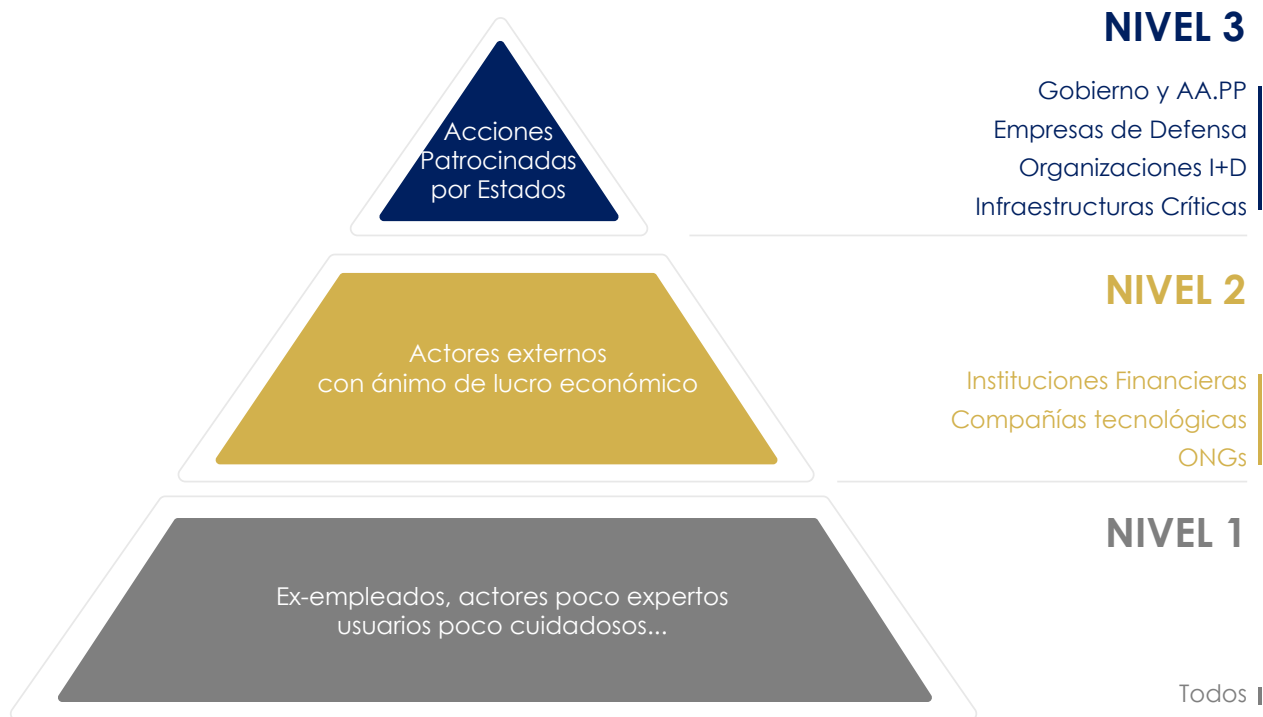 NIVEL 3
Gobierno y AA.PP
Empresas de Defensa
Organizaciones I+D
Infraestructuras Críticas
Acciones
Patrocinadas
por Estados
NIVEL 2
Instituciones Financieras
Compañías tecnológicas
ONGs
Actores externos
con ánimo de lucro económico
NIVEL 1
Todos
Ex-empleados, actores poco expertos
usuarios poco cuidadosos...